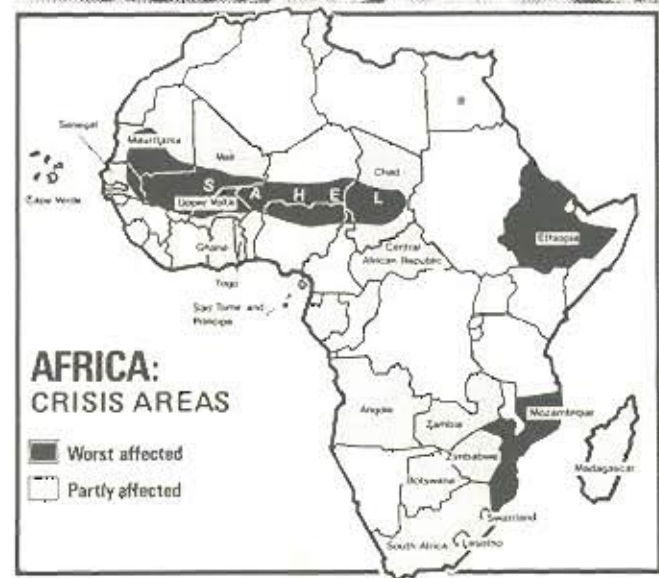 Senegal
Mauritania
Mali
Chad
S A H E L
Cape Verde
Upper Volta
Ethiopia
Ghana
Central
African Republic
Togo
Sao Tome and
Principe
AFRICA:
CRISIS AREAS
Angola
Zambia
Mozambique
Zimbabwe
Madagascar
Botswana
Worst affected
Partly affected
Swaziland
South Africa
Lesotho